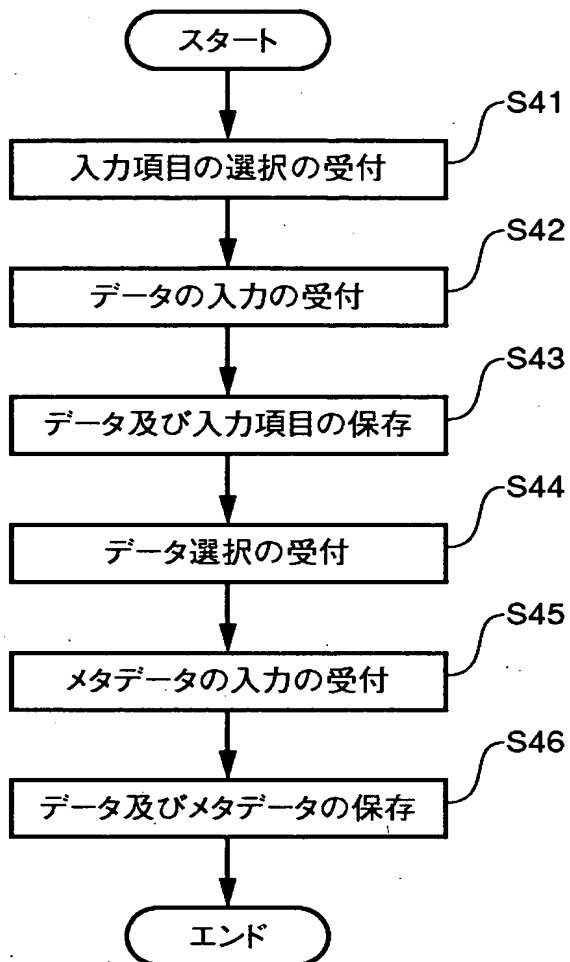 スタート
S41
入力項目の選択の受付
S42
データの入力の受付
S43
データ及び入力項目の保存
S44
データ選択の受付
S45
メタデータの入力の受付
S46
データ及びメタデータの保存
エンド